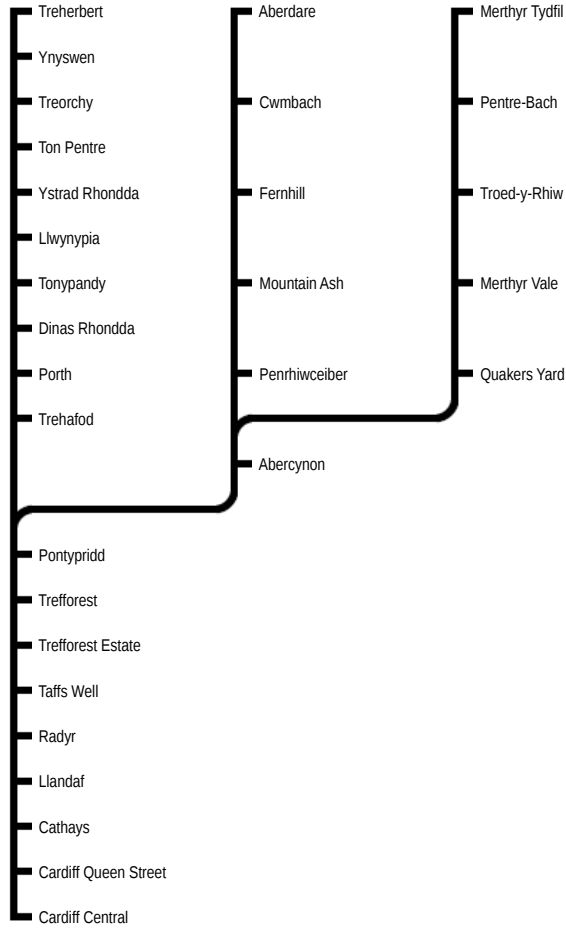 Treherbert
Ynyswen
Treorchy
Ton Pentre
Ystrad Rhondda
Llwynypia
Tonypandy
Dinas Rhondda
Porth
Trehafod
Pontypridd
Trefforest
Trefforest Estate
Taffs Well
Radyr
Llandaf
Cathays
Cardiff Queen Street
Cardiff Central
Aberdare
Cwmbach
Fernhill
Mountain Ash
Penrhiwceiber
Abercynon
Merthyr Tydfil
Pentre-Bach
Troed-y-Rhiw
Merthyr Vale
Quakers Yard